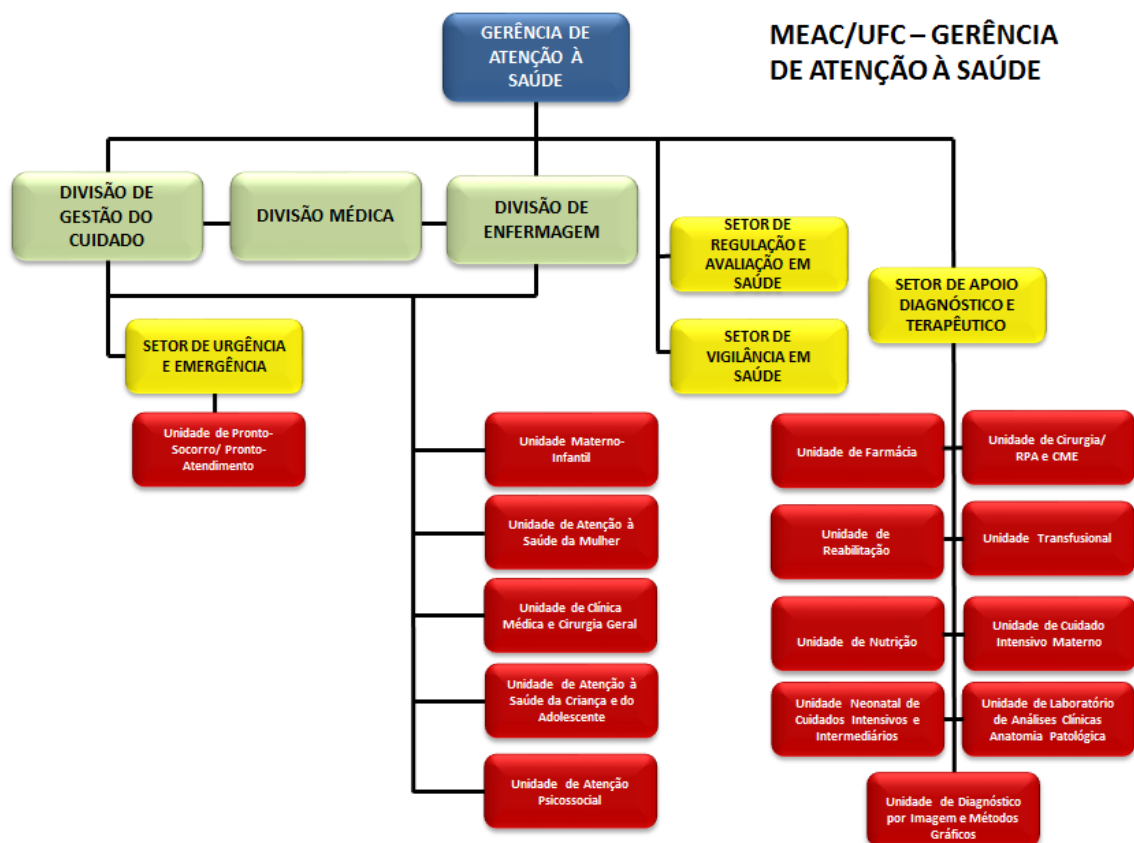 GERÊNCIA DE
ATENÇÃO À
SAÚDE
MEAC/UFC – GERÊNCIA
DE ATENÇÃO À SAÚDE
DIVISÃO DE
GESTÃO DO
CUIDADO
DIVISÃO MÉDICA
DIVISÃO DE
ENFERMAGEM
SETOR DE
REGULAÇÃO E
AVALIAÇÃO EM
SAÚDE
SETOR DE APOIO
DIAGNÓSTICO E
TERAPÊUTICO
SETOR DE URGÊNCIA
E EMERGÊNCIA
SETOR DE
VIGILÂNCIA EM
SAÚDE
Unidade de Pronto-
Socorro/ Pronto-
Atendimento
Unidade Materno-
Infantil
Unidade de Atenção à
Saúde da Mulher
Unidade de Clínica
Médica e Cirurgia Geral
Unidade de Atenção à
Saúde da Criança e do
Adolescente
Unidade de Atenção
Psicossocial
Unidade de Farmácia
Unidade de Cirurgia/
RPA e CME
Unidade de
Reabilitação
Unidade Transfusional
Unidade de Nutrição
Unidade de Cuidado
Intensivo Materno
Unidade Neonatal de
Cuidados Intensivos e
Intermediários
Unidade de Laboratório
de Análises Clínicas
Anatomia Patológica
Unidade de Diagnóstico
por Imagem e Métodos
Gráficos